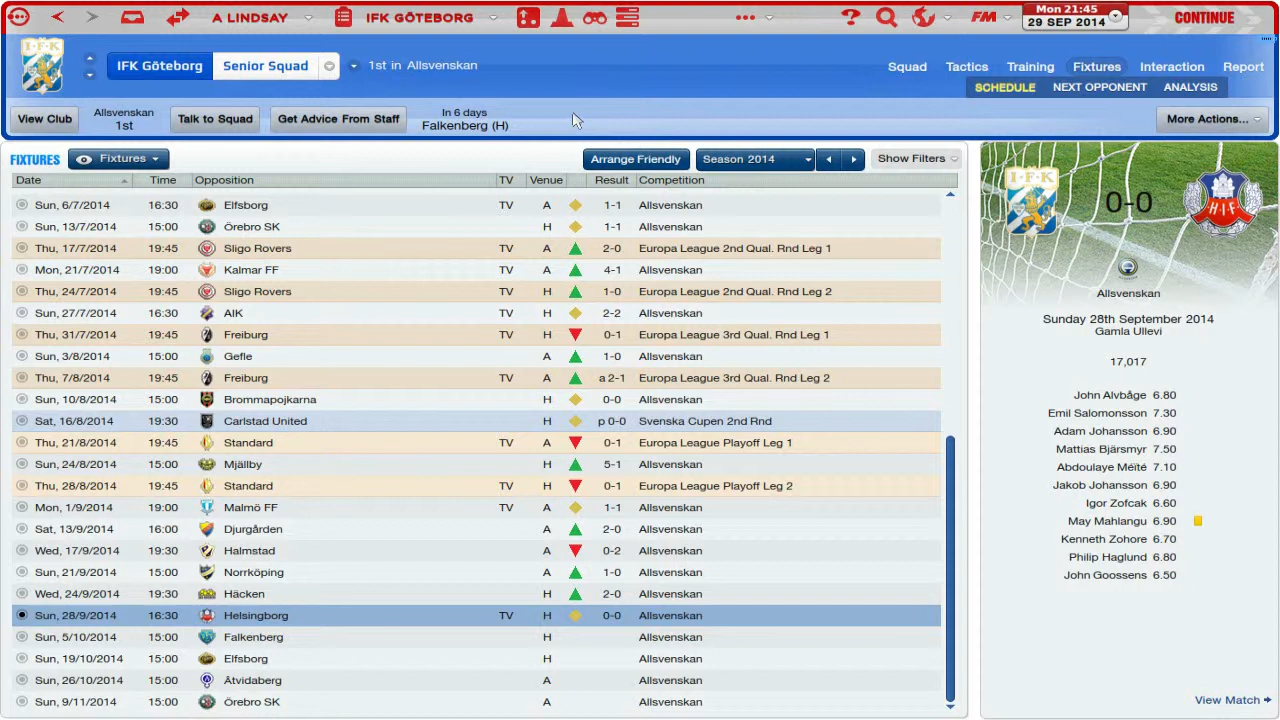 A LINDSAY
IFK GÖTEBORG
FM
Mon 21:45
29 SEP 2014
CONTINUE
IFK Göteborg Senior Squad 1st in Allsvenskan
Squad Tactics Training Fixtures Interaction Report
SCHEDULE NEXT OPPONENT ANALYSIS
View Club
Allsvenskan
1st
Talk to Squad
Get Advice From Staff
In 6 days
Falkenberg (H)
More Actions...
FIXTURES Fixtures Arrange Friendly Season 2014 Show Filters
Date Time Opposition TV Venue Result Competition
Sun, 6/7/2014 16:30 Elfsborg TV A 1-1 Allsvenskan
Sun, 13/7/2014 15:00 Örebro SK H 1-1 Allsvenskan
Thu, 17/7/2014 19:45 Sligo Rovers TV A 2-0 Europa League 2nd Qual. Rnd Leg 1
Mon, 21/7/2014 19:00 Kalmar FF TV A 4-1 Allsvenskan
Thu, 24/7/2014 19:45 Sligo Rovers TV H 1-0 Europa League 2nd Qual. Rnd Leg 2
Sun, 27/7/2014 16:30 AIK TV H 2-2 Allsvenskan
Thu, 31/7/2014 19:45 Freiburg TV H 0-1 Europa League 3rd Qual. Rnd Leg 1
Sun, 3/8/2014 15:00 Gefle A 1-0 Allsvenskan
Thu, 7/8/2014 19:45 Freiburg TV A a 2-1 Europa League 3rd Qual. Rnd Leg 2
Sun, 10/8/2014 15:00 Brommapojkarna H 0-0 Allsvenskan
Sat, 16/8/2014 19:30 Carlstad United H p 0-0 Svenska Cupen 2nd Rnd
Thu, 21/8/2014 19:45 Standard TV A 0-1 Europa League Playoff Leg 1
Sun, 24/8/2014 15:00 Mjällby H 5-1 Allsvenskan
Thu, 28/8/2014 19:45 Standard TV H 0-1 Europa League Playoff Leg 2
Mon, 1/9/2014 19:00 Malmö FF TV A 1-1 Allsvenskan
Sat, 13/9/2014 16:00 Djurgården A 2-0 Allsvenskan
Wed, 17/9/2014 19:30 Halmstad A 0-2 Allsvenskan
Sun, 21/9/2014 15:00 Norrköping A 1-0 Allsvenskan
Wed, 24/9/2014 19:30 Häcken H 2-0 Allsvenskan
Sun, 28/9/2014 16:30 Helsingborg TV H 0-0 Allsvenskan
Sun, 5/10/2014 15:00 Falkenberg H Allsvenskan
Sun, 19/10/2014 15:00 Elfsborg H Allsvenskan
Sun, 26/10/2014 15:00 Åtvidaberg A Allsvenskan
Sun, 9/11/2014 15:00 Örebro SK A Allsvenskan
0-0
Allsvenskan
Sunday 28th September 2014
Gamla Ullevi
17,017
John Alvbåge 6.80
Emil Salomonsson 7.30
Adam Johansson 6.90
Mattias Bjärsmyr 7.50
Abdoulaye Méïté 7.10
Jakob Johansson 6.90
Igor Zofcak 6.60
May Mahlangu 6.90
Kenneth Zohore 6.70
Philip Haglund 6.80
John Goossens 6.50
View Match